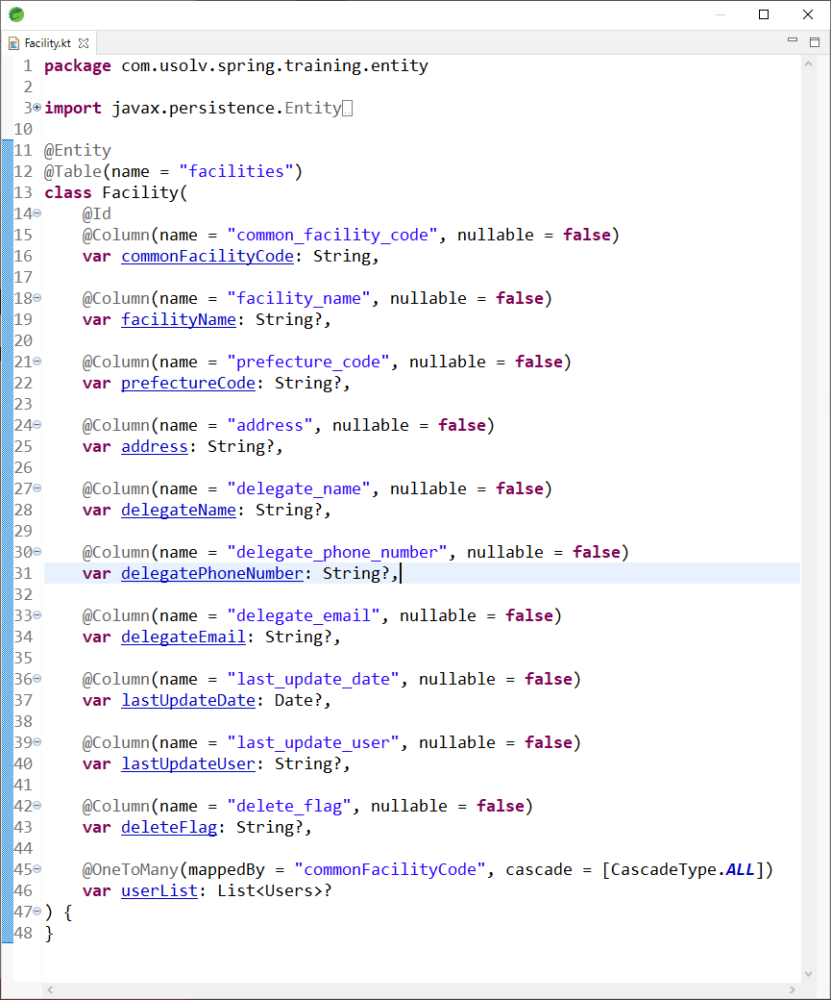 Facility.kt
1 package com.usolv.spring.training.entity
2
3 import javax.persistence.Entity
10
11 @Entity
12 @Table(name = "facilities")
13 class Facility(
14 @Id
15 @Column(name = "common_facility_code", nullable = false)
16 var commonFacilityCode: String,
17
18 @Column(name = "facility_name", nullable = false)
19 var facilityName: String?,
20
21 @Column(name = "prefecture_code", nullable = false)
22 var prefectureCode: String?,
23
24 @Column(name = "address", nullable = false)
25 var address: String?,
26
27 @Column(name = "delegate_name", nullable = false)
28 var delegateName: String?,
29
30 @Column(name = "delegate_phone_number", nullable = false)
31 var delegatePhoneNumber: String?,
32
33 @Column(name = "delegate_email", nullable = false)
34 var delegateEmail: String?,
35
36 @Column(name = "last_update_date", nullable = false)
37 var lastUpdateDate: Date?,
38
39 @Column(name = "last_update_user", nullable = false)
40 var lastUpdateUser: String?,
41
42 @Column(name = "delete_flag", nullable = false)
43 var deleteFlag: String?,
44
45 @OneToMany(mappedBy = "commonFacilityCode", cascade = [CascadeType.ALL])
46 var userList: List<Users>?
47 ) {
48 }